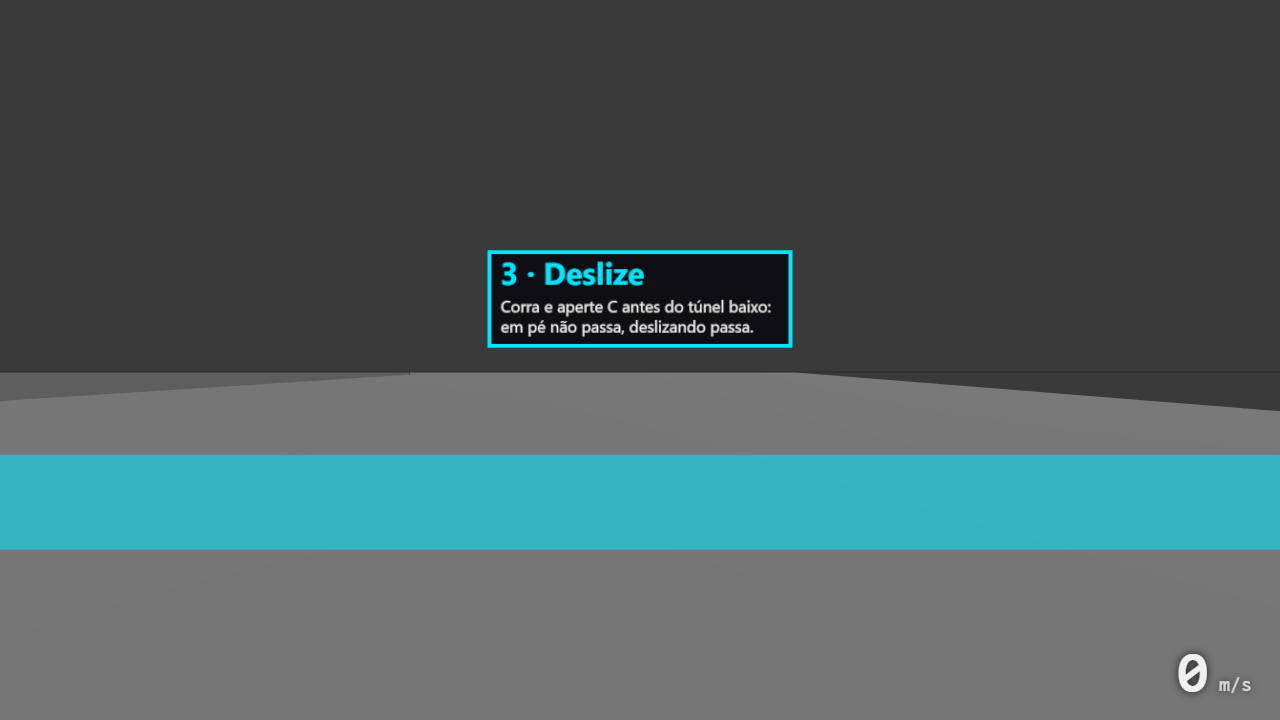 3 · Deslize
Corra e aperte C antes do túnel baixo:
em pé não passa, deslizando passa.
0 m/s